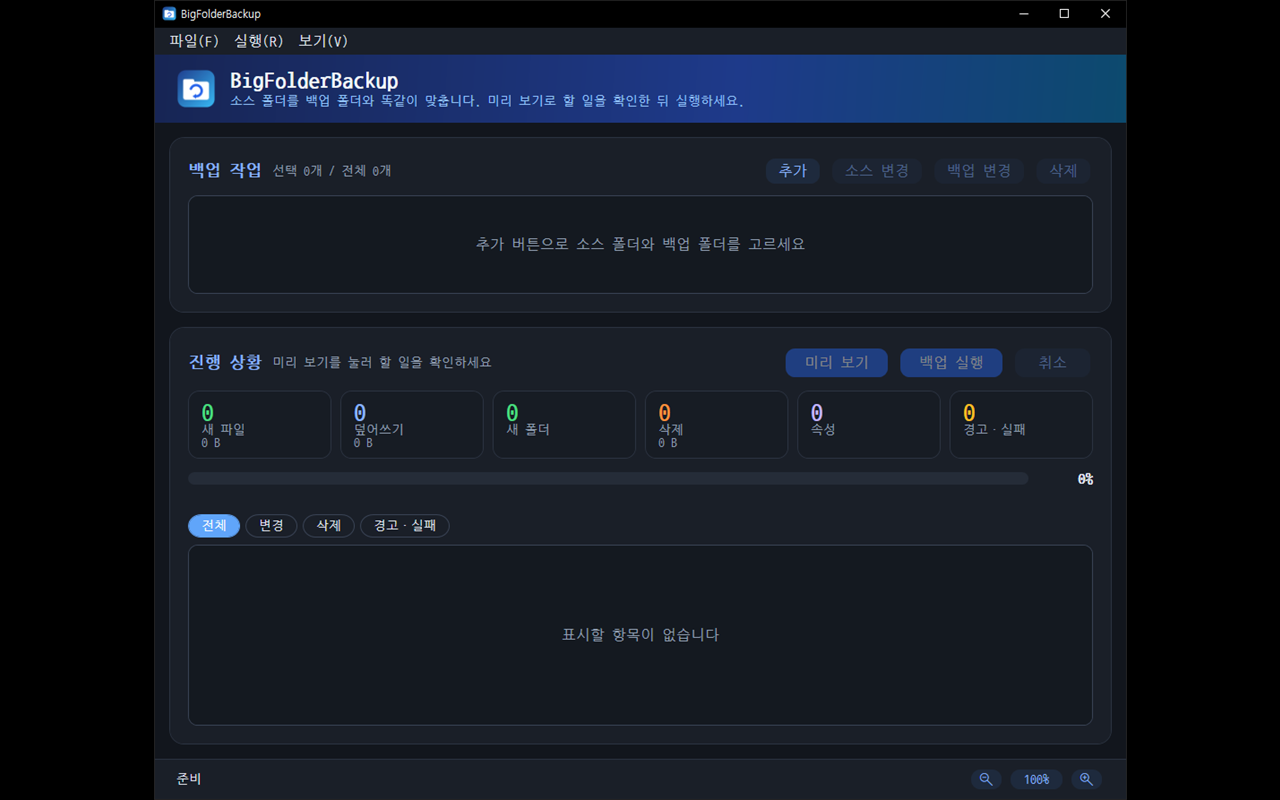 BigFolderBackup
파일(F) 실행(R) 보기(V)
BigFolderBackup
소스 폴더를 백업 폴더와 똑같이 맞춥니다. 미리 보기로 할 일을 확인한 뒤 실행하세요.
백업 작업 선택 0개 / 전체 0개 추가 소스 변경 백업 변경 삭제
추가 버튼으로 소스 폴더와 백업 폴더를 고르세요
진행 상황 미리 보기를 눌러 할 일을 확인하세요 미리 보기 백업 실행 취소
0 0 0 0 0 0
새 파일 덮어쓰기 새 폴더 삭제 속성 경고 · 실패
0 B 0 B 0 B
0%
전체 변경 삭제 경고 · 실패
표시할 항목이 없습니다
준비 100%